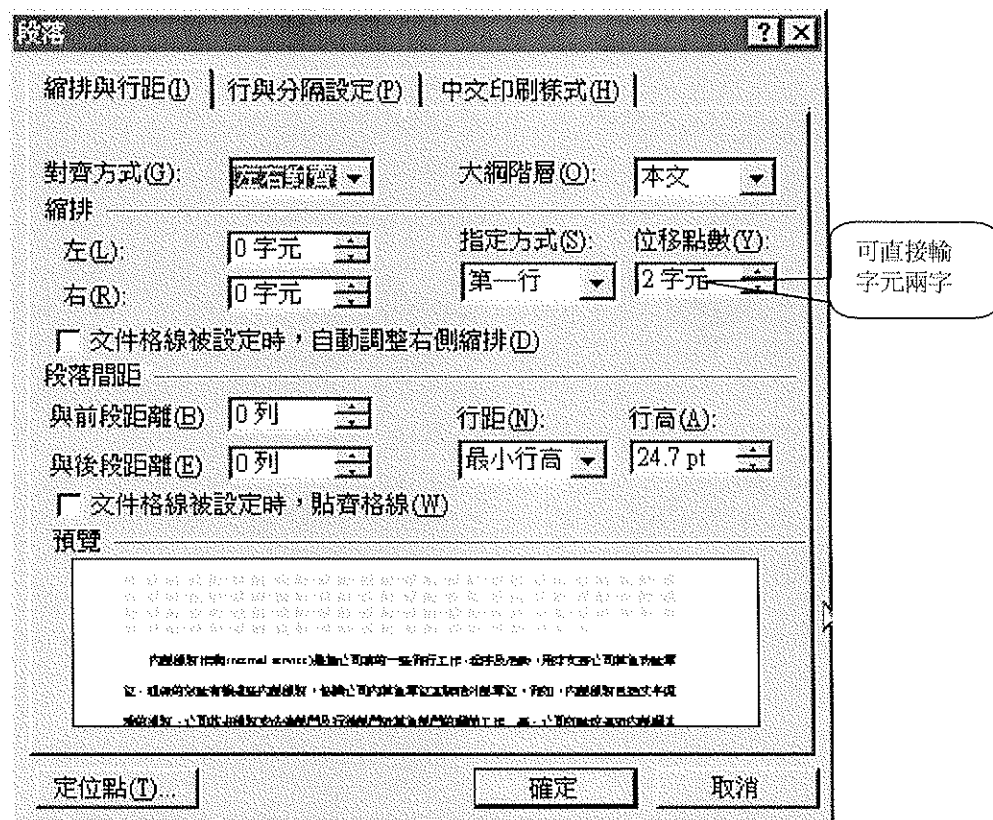 段落
縮排與行距(I) 行與分隔設定(P) 中文印刷樣式(H)
對齊方式(G): 左右對齊 大綱階層(O): 本文
縮排
左(L): 0 字元 指定方式(S): 位移點數(Y):
右(R): 0 字元 第一行 2 字元
可直接輸
字元兩字
文件格線被設定時,自動調整右側縮排(D)
段落間距
與前段距離(B) 0 列 行距(N): 行高(A):
與後段距離(E) 0 列 最小行高 24.7 pt
文件格線被設定時,貼齊格線(W)
預覽
定位點(T)... 確定 取消